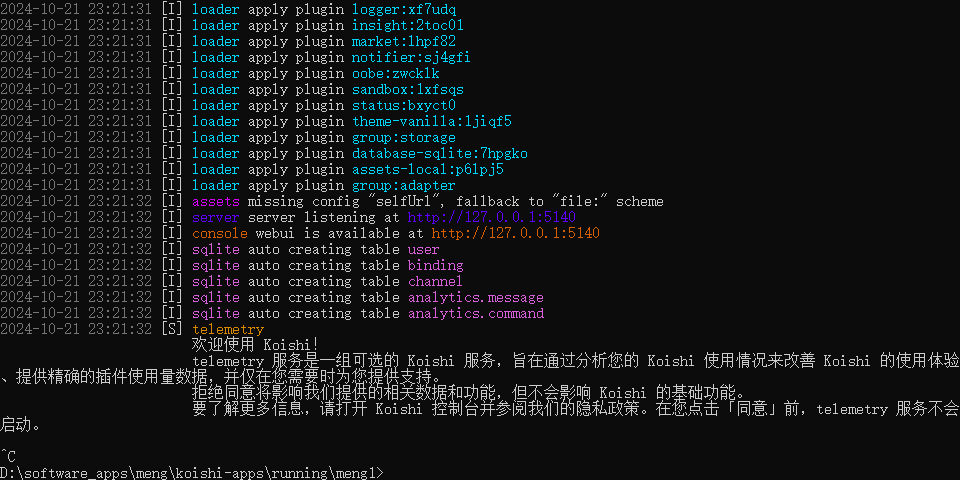 2024-10-21 23:21:31 [I] loader apply plugin logger:xf7udq
2024-10-21 23:21:31 [I] loader apply plugin insight:2toc01
2024-10-21 23:21:31 [I] loader apply plugin market:lhpf82
2024-10-21 23:21:31 [I] loader apply plugin notifier:sj4gfi
2024-10-21 23:21:31 [I] loader apply plugin oobe:zwcklk
2024-10-21 23:21:31 [I] loader apply plugin sandbox:1xfsqs
2024-10-21 23:21:31 [I] loader apply plugin status:bxyct0
2024-10-21 23:21:31 [I] loader apply plugin theme-vanilla:1jiqf5
2024-10-21 23:21:31 [I] loader apply plugin group:storage
2024-10-21 23:21:31 [I] loader apply plugin database-sqlite:7hpgko
2024-10-21 23:21:31 [I] loader apply plugin assets-local:p6lpj5
2024-10-21 23:21:31 [I] loader apply plugin group:adapter
2024-10-21 23:21:32 [I] assets missing config "selfUrl", fallback to "file:" scheme
2024-10-21 23:21:32 [I] server server listening at http://127.0.0.1:5140
2024-10-21 23:21:32 [I] console webui is available at http://127.0.0.1:5140
2024-10-21 23:21:32 [I] sqlite auto creating table user
2024-10-21 23:21:32 [I] sqlite auto creating table binding
2024-10-21 23:21:32 [I] sqlite auto creating table channel
2024-10-21 23:21:32 [I] sqlite auto creating table analytics.message
2024-10-21 23:21:32 [I] sqlite auto creating table analytics.command
2024-10-21 23:21:32 [S] telemetry
欢迎使用 Koishi!
telemetry 服务是一组可选的 Koishi 服务，旨在通过分析您的 Koishi 使用情况来改善 Koishi 的使用体验
、提供精确的插件使用量数据，并仅在您需要时为您提供支持。
拒绝同意将影响我们提供的相关数据和功能，但不会影响 Koishi 的基础功能。
要了解更多信息，请打开 Koishi 控制台并参阅我们的隐私政策。在您点击「同意」前，telemetry 服务不会
启动。
^C
D:\software_apps\meng\koishi-apps\running\meng1>